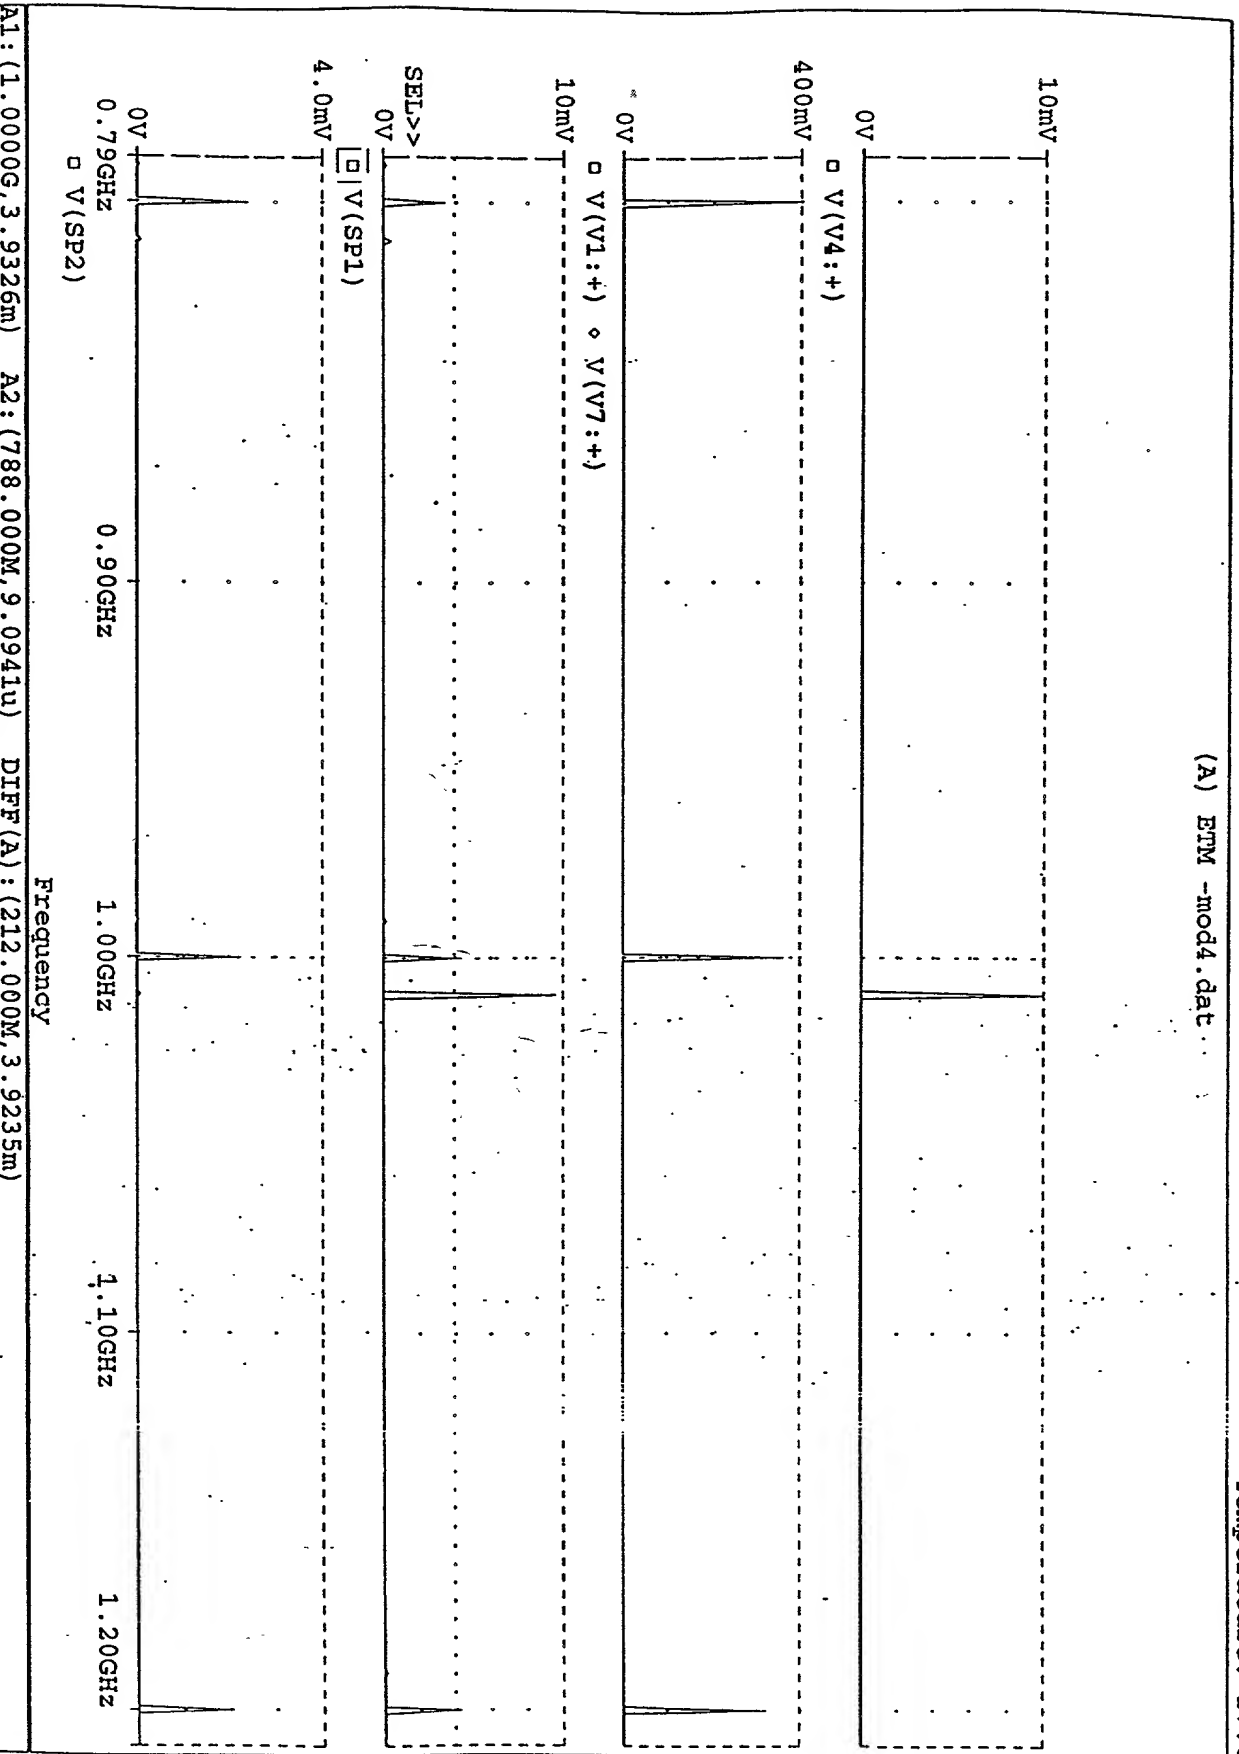 (A) ETM -mod4.dat
10mV
0V
□ V(V4:+)
400mV
0V
□ V(V1:+) ◇ V(V7:+)
10mV
SEL>>
0V
□ V(SP1)
4.0mV
0V
0.79GHz 0.90GHz 1.00GHz 1.10GHz 1.20GHz
□ V(SP2)
Frequency
A1:(1.0000G,3.9326m) A2:(788.000M,9.0941u) DIFF(A):(212.000M,3.9235m)